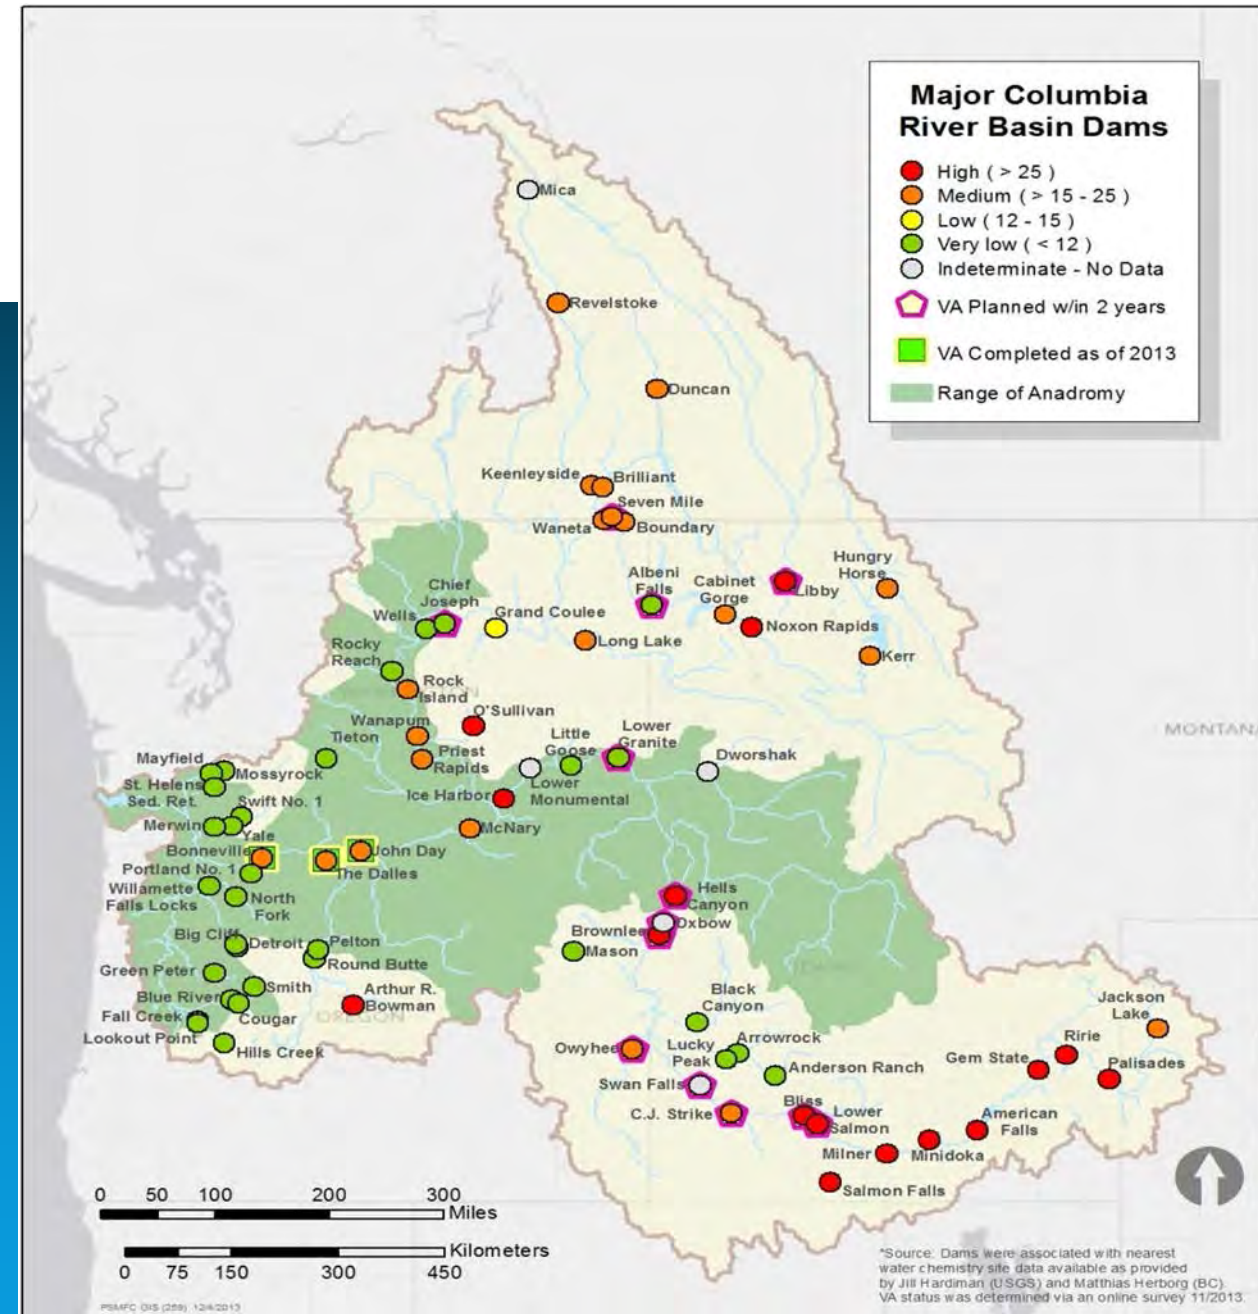 Major Columbia
River Basin Dams
High ( > 25 )
Medium ( > 15 - 25 )
Low ( 12 - 15 )
Very low ( < 12 )
Indeterminate - No Data
VA Planned w/in 2 years
VA Completed as of 2013
Range of Anadromy
Mica
Revelstoke
Duncan
Keenleyside
Brilliant
Seven Mile
Waneta
Boundary
Hungry
Horse
Albeni
Falls
Cabinet
Gorge
Libby
Chief
Joseph
Wells
Grand Coulee
Noxon Rapids
Long Lake
Rocky
Reach
Kerr
Rock
Island
O'Sullivan
Wanapum
Tieton
Little
Goose
Lower
Granite
MONTANA
Mayfield
Mossyrock
Priest
Rapids
Dworshak
St. Helens
Sed. Ret.
Lower
Monumental
Ice Harbor
Swift No. 1
Merwin
Yale
McNary
Bonneville
John Day
The Dalles
Portland No. 1
Willamette
Falls Locks
North
Fork
Hells
Canyon
Oxbow
Brownlee
Big Cliff
Detroit
Pelton
Mason
Round Butte
Green Peter
Smith
Arthur R.
Bowman
Blue River
Black
Canyon
Jackson
Lake
Fall Creek
Cougar
OREGON
Lookout Point
Hills Creek
Owyhee
Lucky
Peak
Arrowrock
Ririe
Gem State
Palisades
Anderson Ranch
Swan Falls
C.J. Strike
Bliss
Lower
Salmon
American
Falls
Milner
Minidoka
Salmon Falls
0 50 100 200 300
Miles
Kilometers
0 75 150 300 450
*Source: Dams were associated with nearest
water chemistry site data available as provided
by Jill Hardiman (USGS) and Matthias Herborg (BC).
VA status was determined via an online survey 11/2013.
PSMFC GIS (259) 12/4/2013